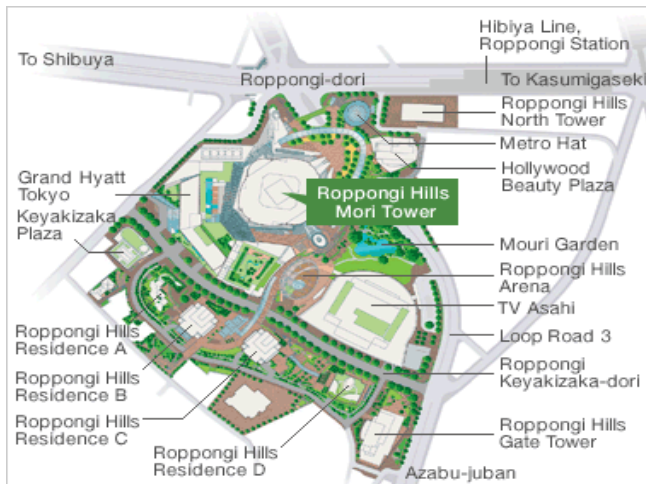 Hibiya Line,
Roppongi Station
To Shibuya
Roppongi-dori
To Kasumigaseki
Roppongi Hills
North Tower
Metro Hat
Hollywood
Beauty Plaza
Grand Hyatt
Tokyo
Roppongi Hills
Mori Tower
Keyakizaka
Plaza
Mouri Garden
Roppongi Hills
Arena
TV Asahi
Loop Road 3
Roppongi Hills
Residence A
Roppongi
Keyakizaka-dori
Roppongi Hills
Residence B
Roppongi Hills
Residence C
Roppongi Hills
Gate Tower
Roppongi Hills
Residence D
Azabu-juban